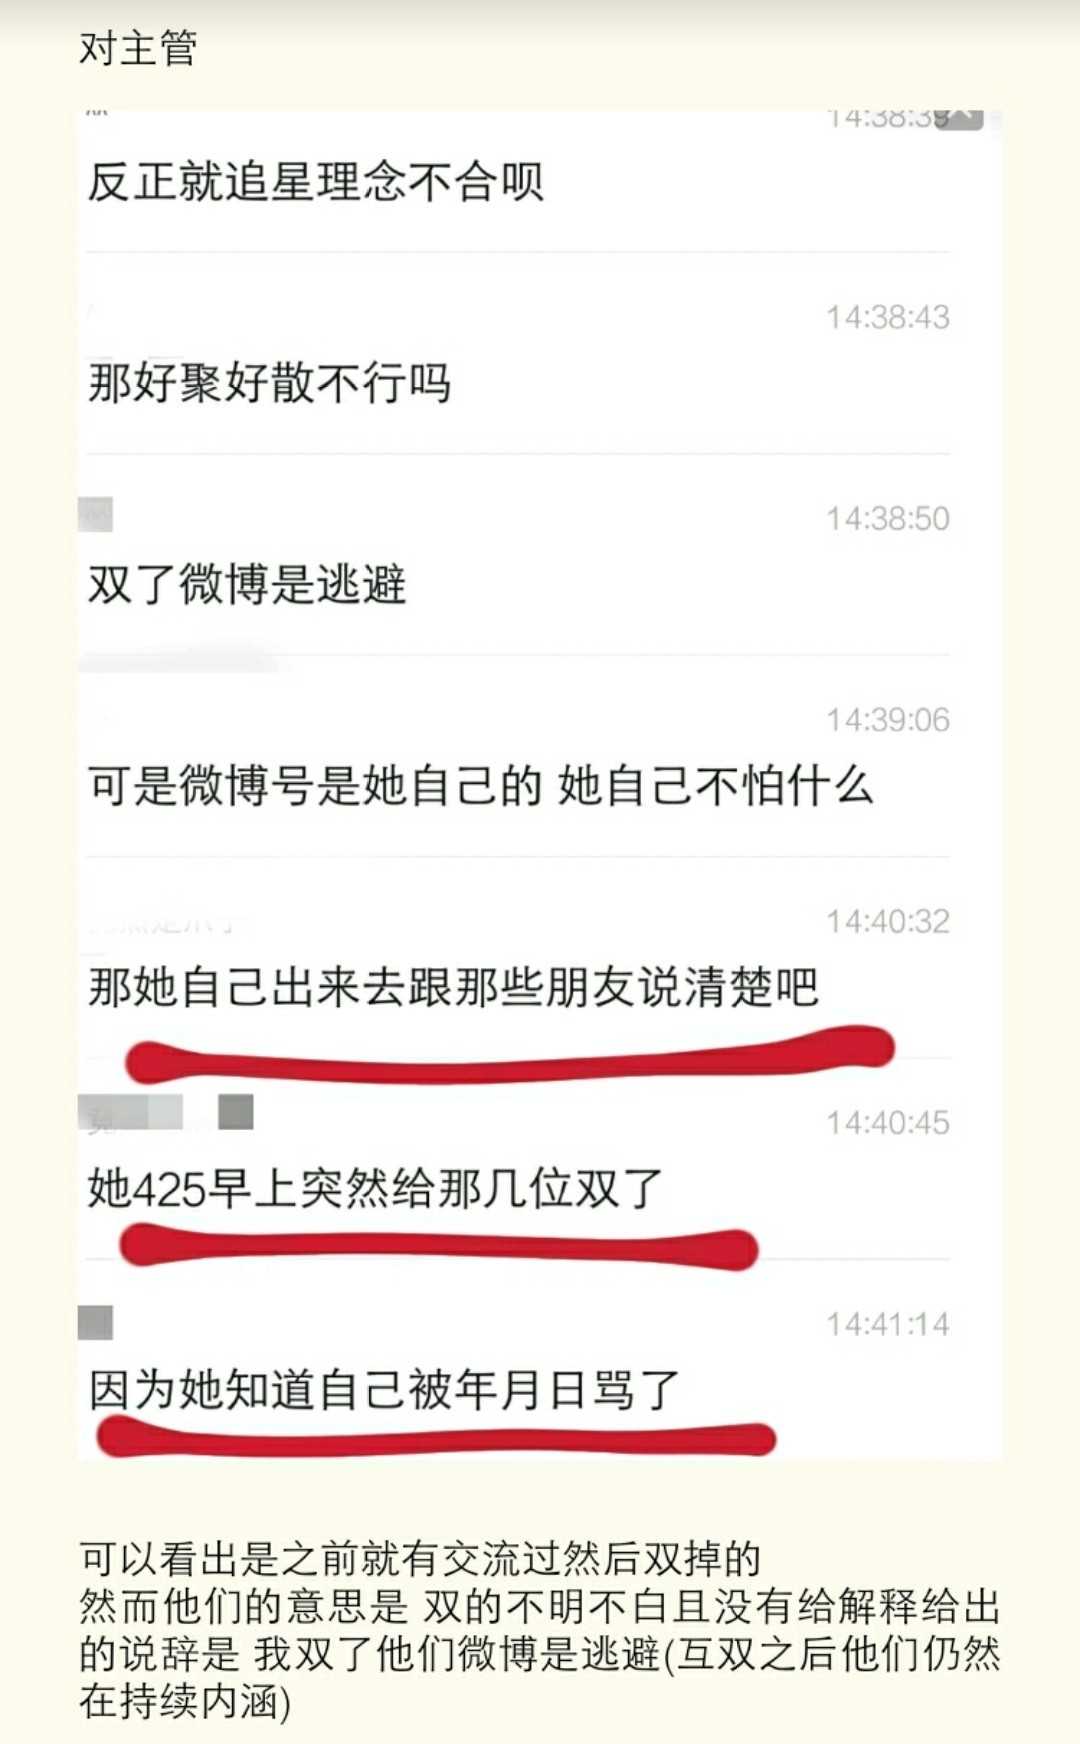 对主管
14:38:39
反正就追星理念不合呗
14:38:43
那好聚好散不行吗
14:38:50
双了微博是逃避
14:39:06
可是微博号是她自己的 她自己不怕什么
14:40:32
那她自己出来去跟那些朋友说清楚吧
14:40:45
她425早上突然给那几位双了
14:41:14
因为她知道自己被年月日骂了
可以看出是之前就有交流过然后双掉的
然而他们的意思是 双的不明不白且没有给解释给出
的说辞是 我双了他们微博是逃避(互双之后他们仍然
在持续内涵)